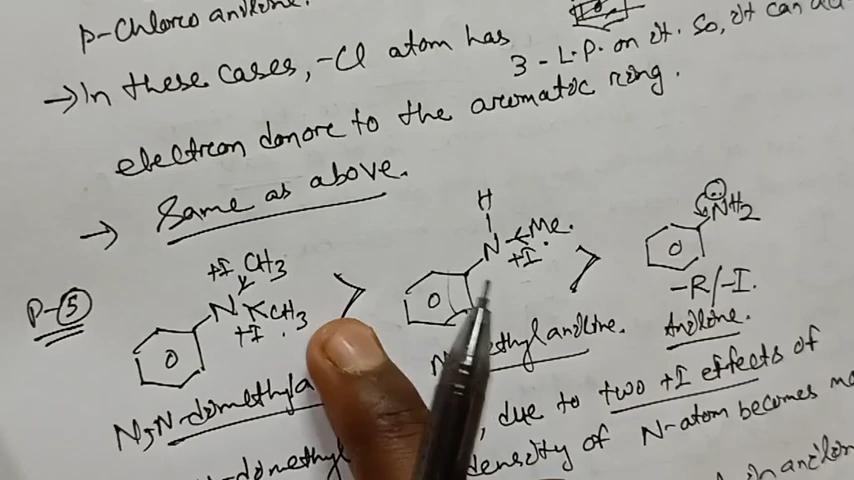 P-Chloro aniline.
→ In these cases, -Cl atom has 3-L.P. on it. So, it can
electron donore to the aromatic ring.
→ Same as above.
P-5
+I CH3
N CH3
+I
>
H
N Me.
+I
>
NH2
-R/-I.
N,N-dimethyl
methylaniline.
Aniline.
due to two +I effects of
density of N-atom becomes